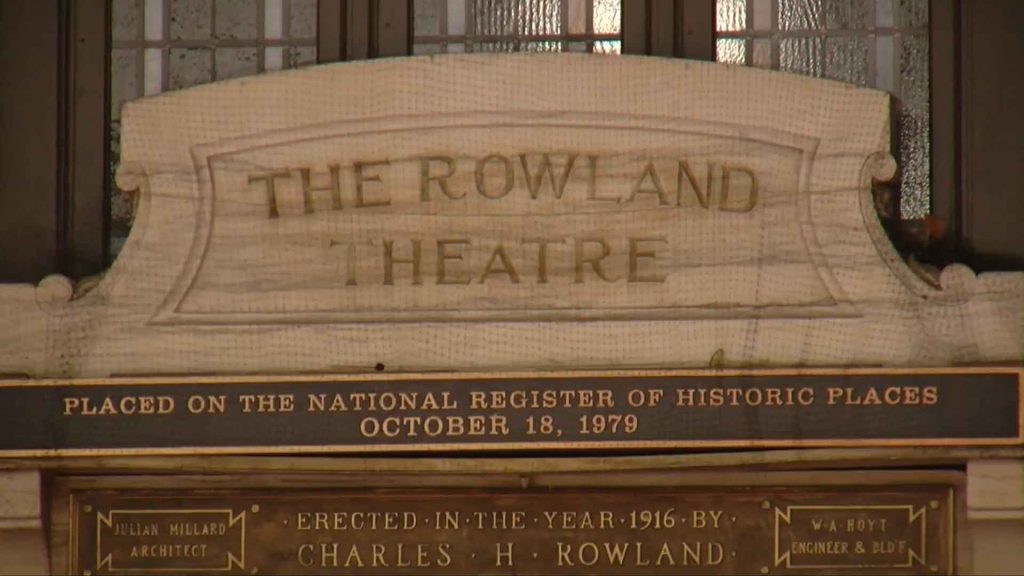 THE ROWLAND
THEATRE
PLACED ON THE NATIONAL REGISTER OF HISTORIC PLACES
OCTOBER 18, 1979
JULIAN MILLARD
ARCHITECT
· ERECTED · IN · THE · YEAR · 1916 · BY ·
CHARLES · H · ROWLAND ·
W·A·HOYT
ENGINEER & BLD'R